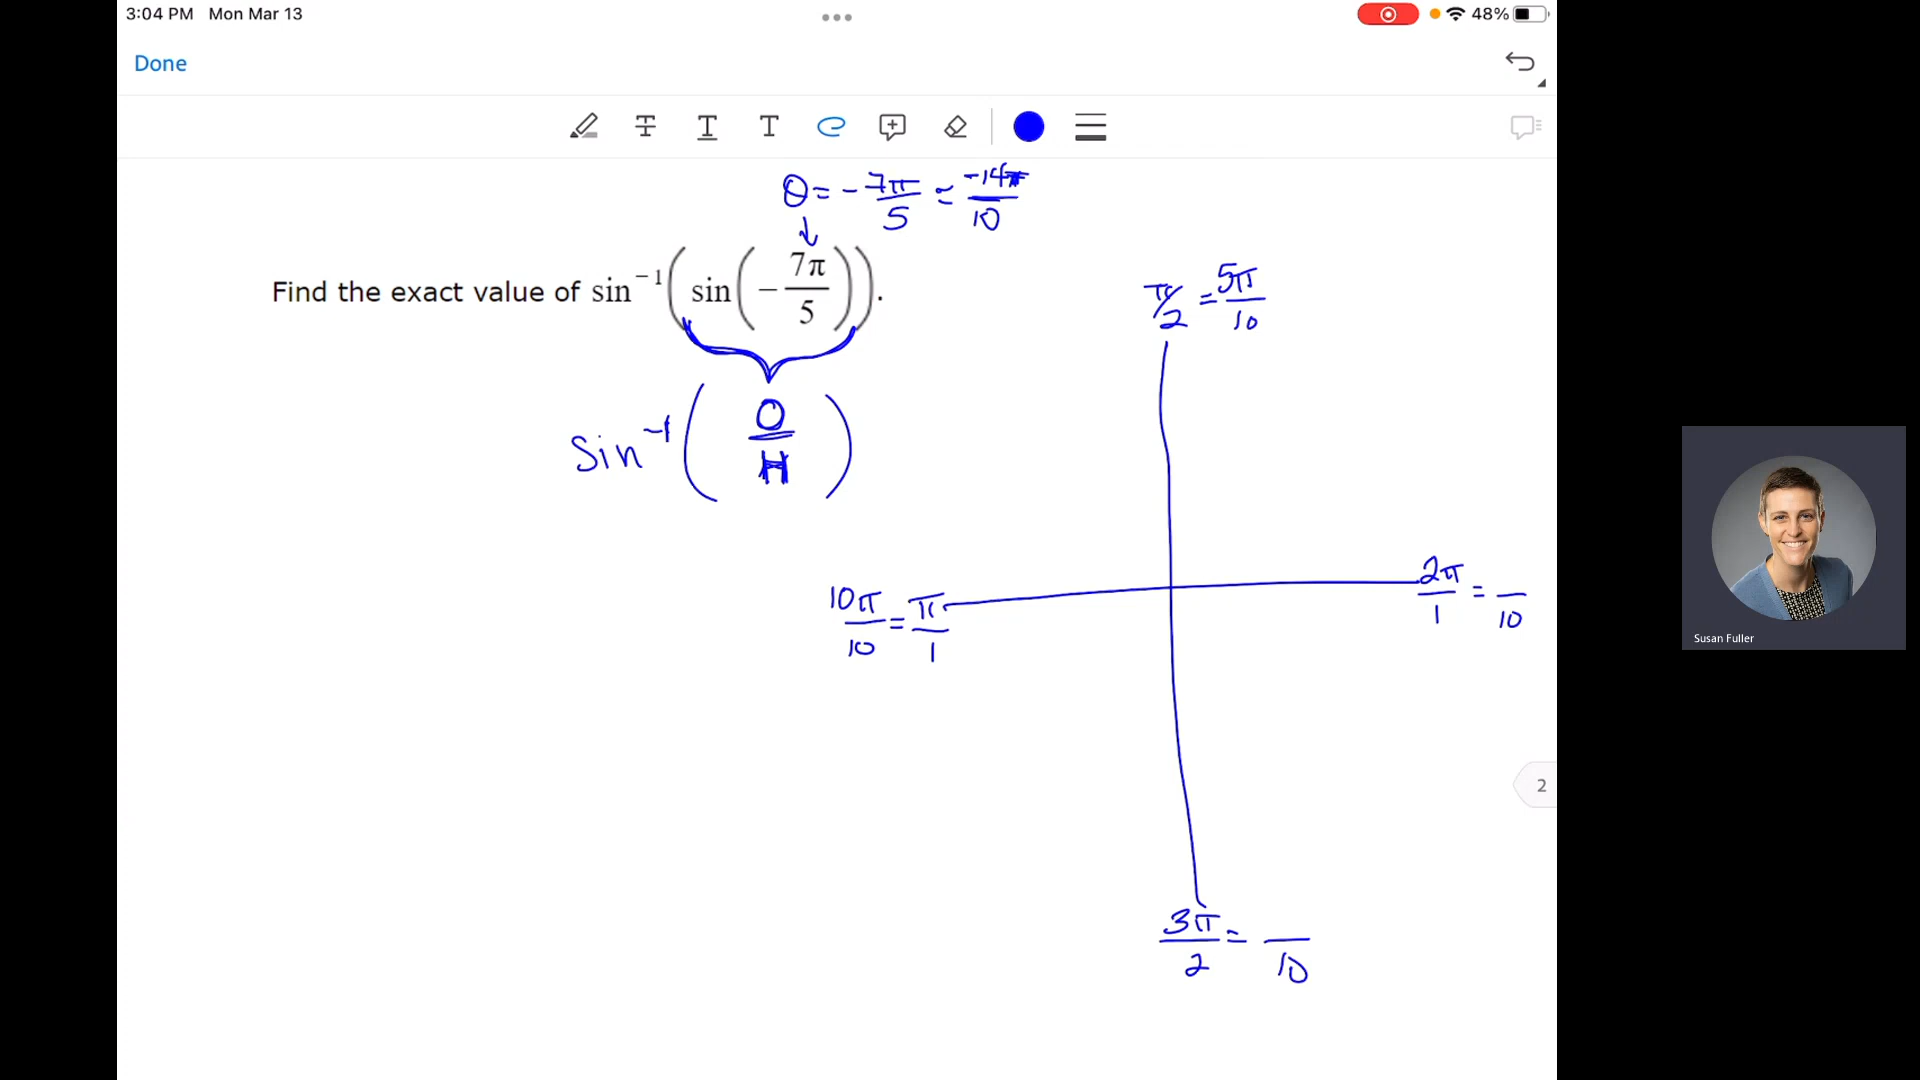 3:04 PM Mon Mar 13
48%
Done
θ = -7π/5 = -14π/10
Find the exact value of sin⁻¹(sin(-7π/5)).
π/2 = 5π/10
Sin⁻¹(O/H)
10π/10 = π/1
2π/1 = /10
Susan Fuller
2
3π/2 = /10